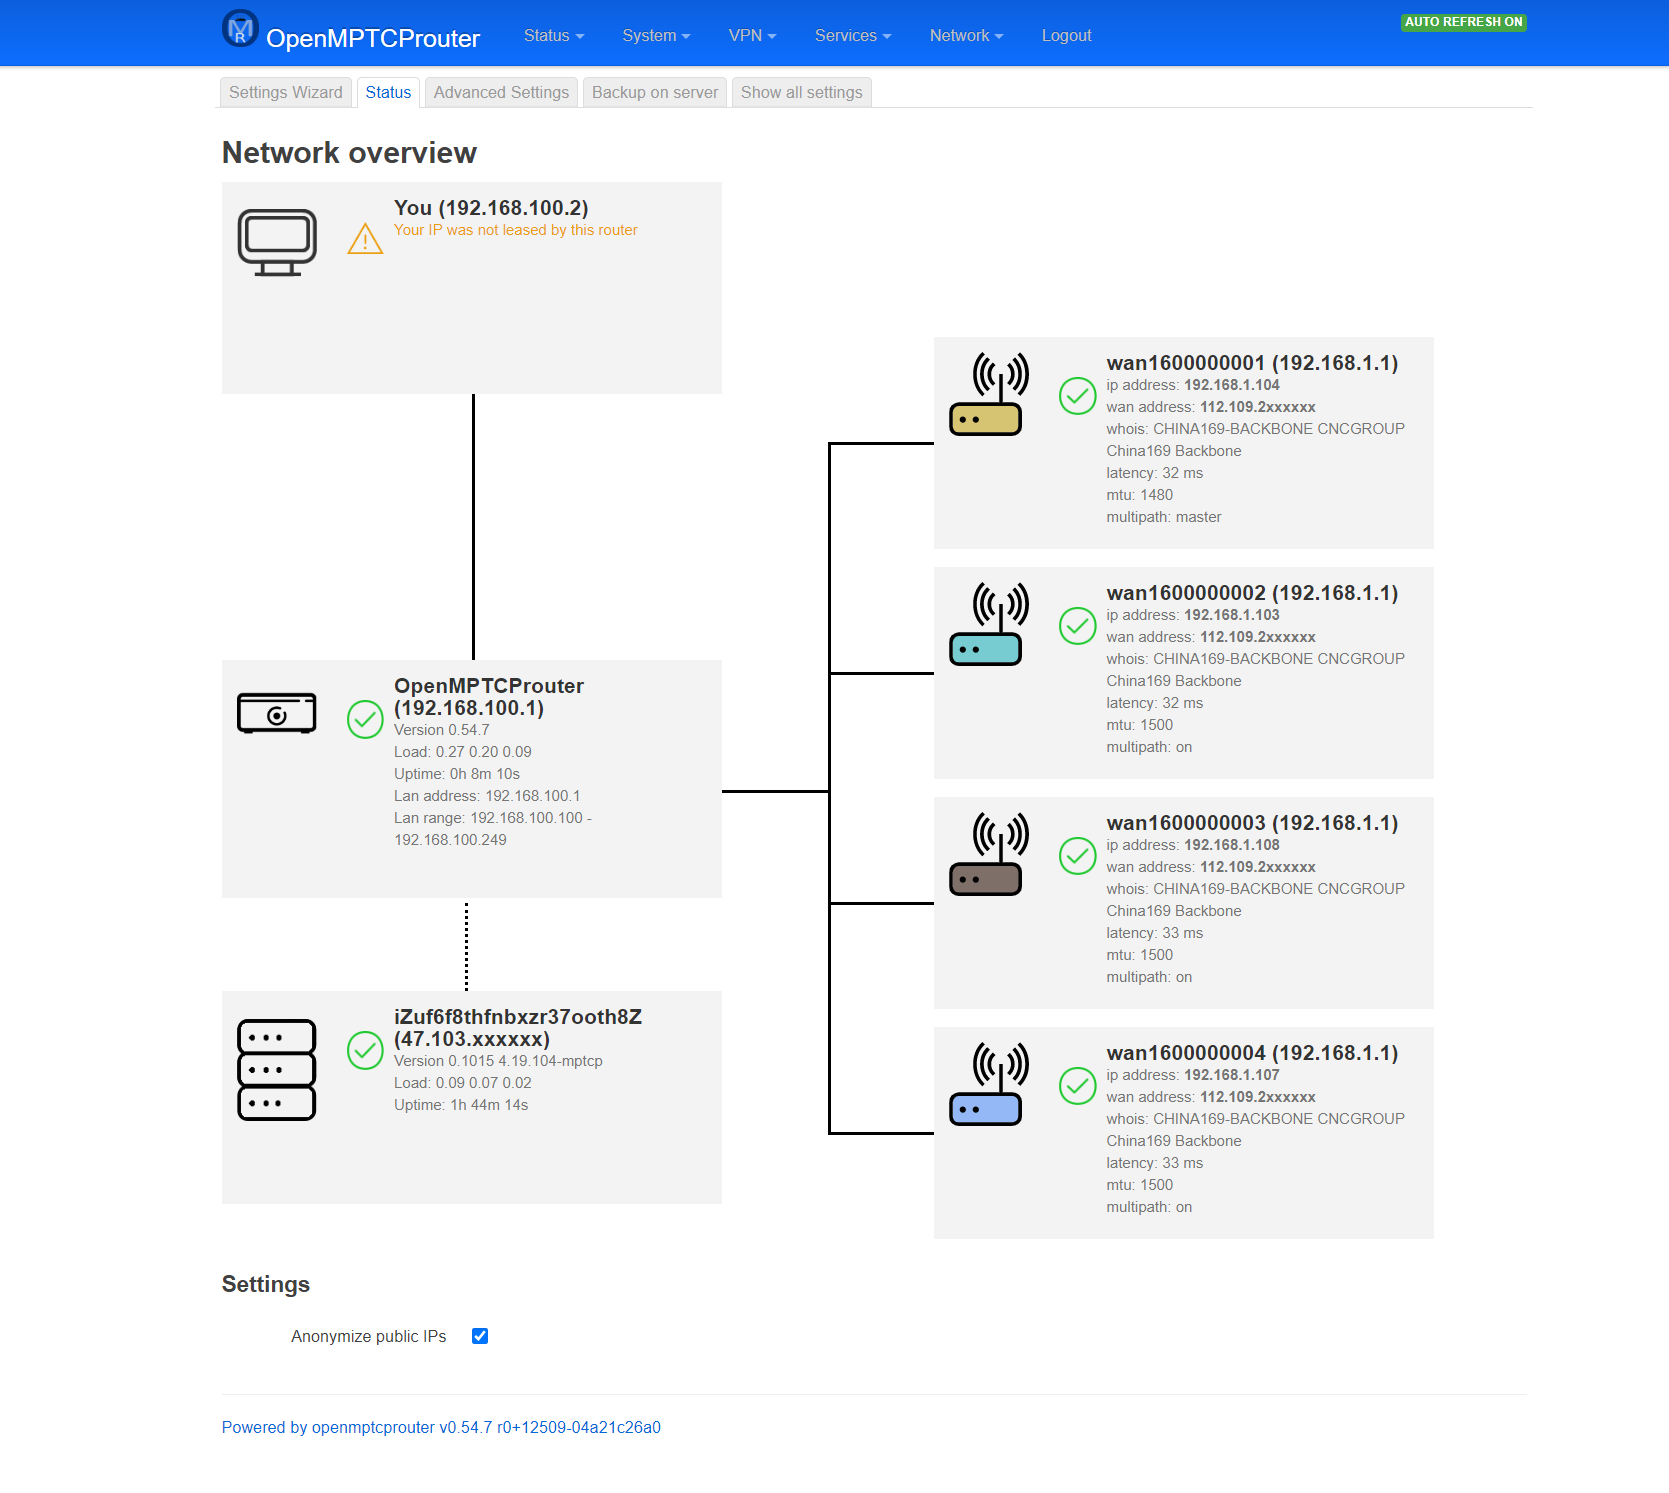 OpenMPTCProuter
Status
System
VPN
Services
Network
Logout
AUTO REFRESH ON
Settings Wizard
Status
Advanced Settings
Backup on server
Show all settings
Network overview
You (192.168.100.2)
Your IP was not leased by this router
OpenMPTCProuter
(192.168.100.1)
Version 0.54.7
Load: 0.27 0.20 0.09
Uptime: 0h 8m 10s
Lan address: 192.168.100.1
Lan range: 192.168.100.100 -
192.168.100.249
iZuf6f8thfnbxzr37ooth8Z
(47.103.xxxxxx)
Version 0.1015 4.19.104-mptcp
Load: 0.09 0.07 0.02
Uptime: 1h 44m 14s
wan1600000001 (192.168.1.1)
ip address: 192.168.1.104
wan address: 112.109.2xxxxxx
whois: CHINA169-BACKBONE CNCGROUP
China169 Backbone
latency: 32 ms
mtu: 1480
multipath: master
wan1600000002 (192.168.1.1)
ip address: 192.168.1.103
wan address: 112.109.2xxxxxx
whois: CHINA169-BACKBONE CNCGROUP
China169 Backbone
latency: 32 ms
mtu: 1500
multipath: on
wan1600000003 (192.168.1.1)
ip address: 192.168.1.108
wan address: 112.109.2xxxxxx
whois: CHINA169-BACKBONE CNCGROUP
China169 Backbone
latency: 33 ms
mtu: 1500
multipath: on
wan1600000004 (192.168.1.1)
ip address: 192.168.1.107
wan address: 112.109.2xxxxxx
whois: CHINA169-BACKBONE CNCGROUP
China169 Backbone
latency: 33 ms
mtu: 1500
multipath: on
Settings
Anonymize public IPs
Powered by openmptcprouter v0.54.7 r0+12509-04a21c26a0